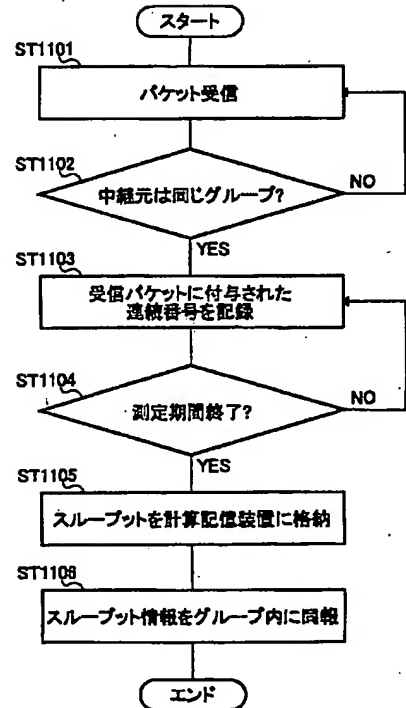 スタート
ST1101
パケット受信
ST1102
中継元は同じグループ?
NO
YES
ST1103
受信パケットに付与された
連続番号を記録
ST1104
測定期間終了?
NO
YES
ST1105
スループットを計算記憶装置に格納
ST1106
スループット情報をグループ内に同報
エンド